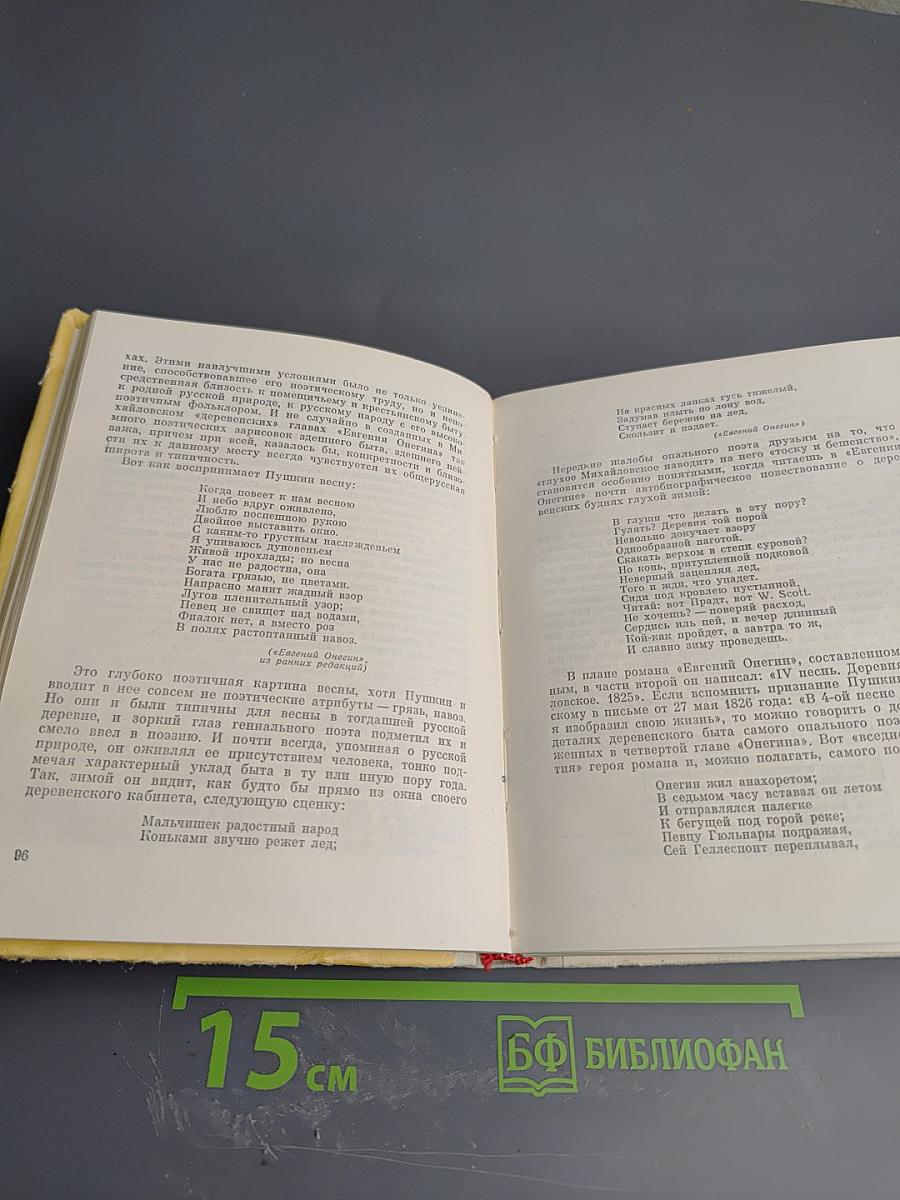 хах. Этими наилучшими условиями было не только уедине-
ние, способствовавшее его поэтическому труду, но и непо-
средственная близость к помещичьему и крестьянскому быту,
к родной русской природе, к русскому народу с его высоко-
поэтичным фольклором. И не случайно в созданных в Ми-
хайловском «деревенских» главах «Евгения Онегина» так
много поэтических зарисовок здешнего быта, здешнего пей-
зажа, причем при всей, казалось бы, конкретности и близо-
сти их к данному месту всегда чувствуется их общерусская
широта и типичность.
Вот как воспринимает Пушкин весну:
Когда повеет к нам весною
И небо вдруг оживлено,
Люблю поспешною рукою
Двойное выставить окно.
С каким-то грустным наслажденьем
Я упиваюсь дуновеньем
Живой прохлады; но весна
У нас не радостна, она
Богата грязью, не цветами.
Напрасно манит жадный взор
Лугов пленительный узор;
Певец не свищет над водами,
Фиалок нет, а вместо роз
В полях растоптанный навоз.
(«Евгений Онегин»,
из ранних редакций)
Это глубоко поэтичная картина весны, хотя Пушкин и
вводит в нее совсем не поэтические атрибуты — грязь, навоз.
Но они и были типичны для весны в тогдашней русской
деревне, и зоркий глаз гениального поэта подметил их и
смело ввел в поэзию. И почти всегда, упоминая о русской
природе, он оживлял ее присутствием человека, тонко под-
мечая характерный уклад быта в ту или иную пору года.
Так, зимой он видит, как будто бы прямо из окна своего
деревенского кабинета, следующую сценку:
Мальчишек радостный народ
Коньками звучно режет лед;
96
На красных лапках гусь тяжелый,
Задумав плыть по лону вод,
Ступает бережно на лед,
Скользит и падает.
(«Евгений Онегин»)
Нередкие жалобы опального поэта друзьям на то, что
«глухое Михайловское наводит» на него «тоску и бешенство»,
становятся особенно понятными, когда читаешь в «Евгении
Онегине» почти автобиографическое повествование о дере-
венских буднях глухой зимой:
В глуши что делать в эту пору?
Гулять? Деревня той порой
Невольно докучает взору
Однообразной наготой.
Скакать верхом в степи суровой?
Но конь, притупленной подковой
Неверный зацепляя лед,
Того и жди, что упадет.
Сиди под кровлею пустынной,
Читай: вот Прадт, вот W. Scott.
Не хочешь? — поверяй расход,
Сердись иль пей, и вечер длинный
Кой-как пройдет, а завтра то ж,
И славно зиму проведешь.
В плане романа «Евгений Онегин», составленном
ным, в части второй он написал: «IV песнь. Деревня
ловское. 1825». Если вспомнить признание Пушкин
скому в письме от 27 мая 1826 года: «В 4-ой песне
я изобразил свою жизнь», то можно говорить о до
деталях деревенского быта самого опального поэ
женных в четвертой главе «Онегина». Вот «вседне
тия» героя романа и, можно полагать, самого по
Онегин жил анахоретом;
В седьмом часу вставал он летом
И отправлялся налегке
К бегущей под горой реке;
Певцу Гюльнары подражая,
Сей Геллеспонт переплывал,
15 см
БФ БИБЛИОФАН